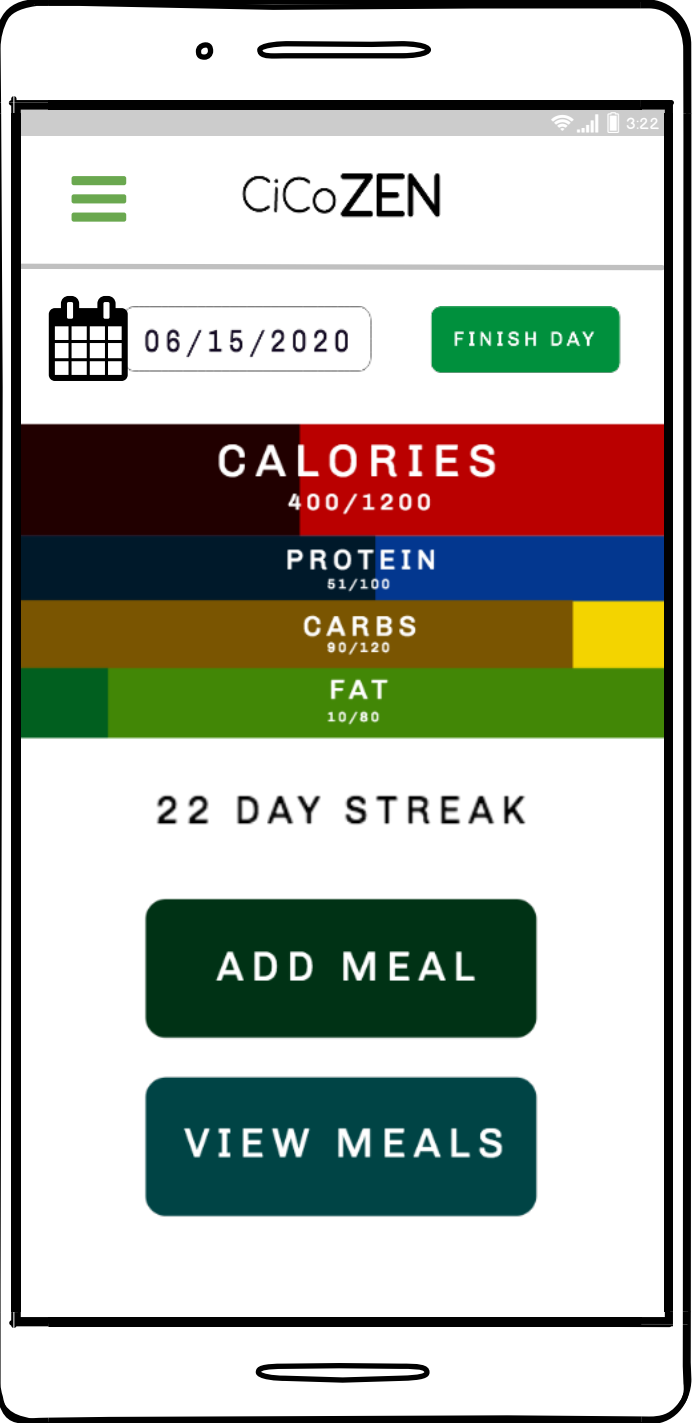 3:22
CiCoZEN
06/15/2020
FINISH DAY
CALORIES
400/1200
PROTEIN
51/100
CARBS
90/120
FAT
10/80
22 DAY STREAK
ADD MEAL
VIEW MEALS